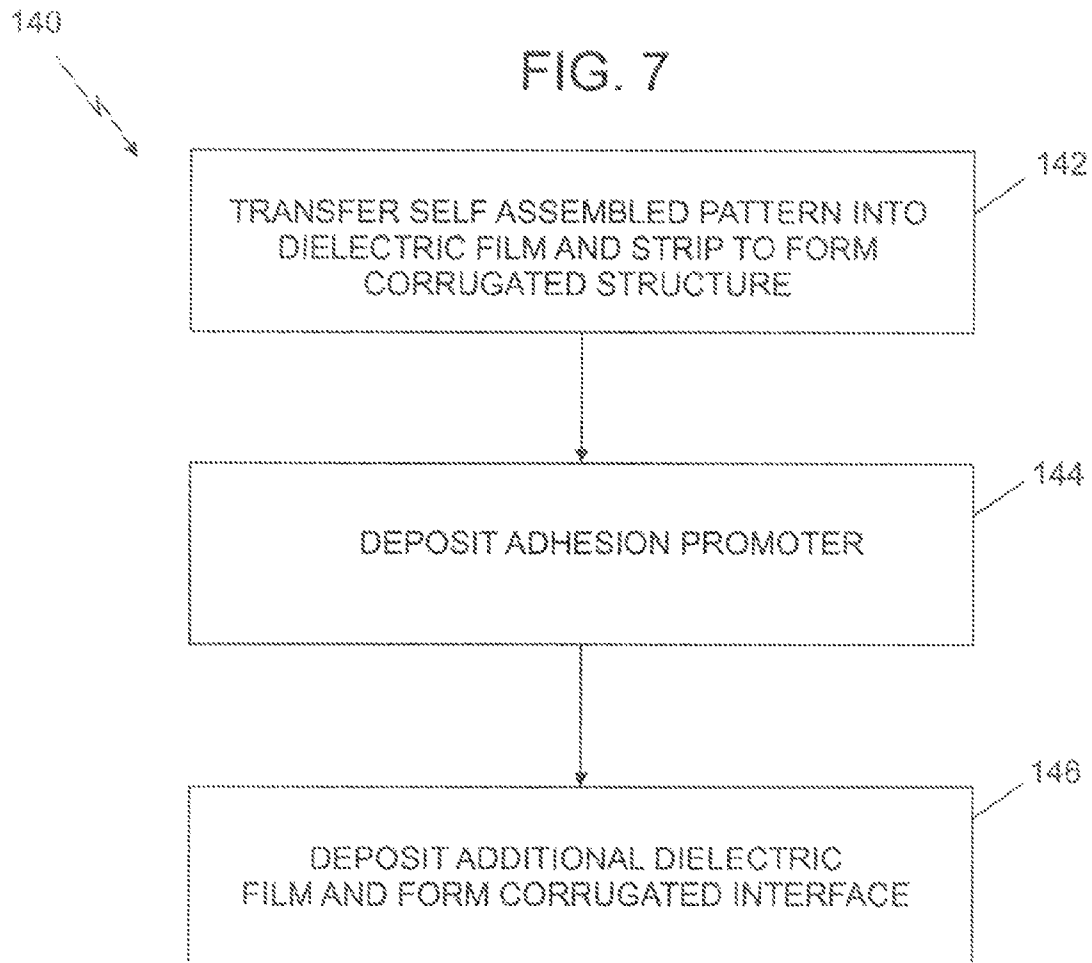 140
FIG. 7
142
TRANSFER SELF ASSEMBLED PATTERN INTO
DIELECTRIC FILM AND STRIP TO FORM
CORRUGATED STRUCTURE
144
DEPOSIT ADHESION PROMOTER
146
DEPOSIT ADDITIONAL DIELECTRIC
FILM AND FORM CORRUGATED INTERFACE